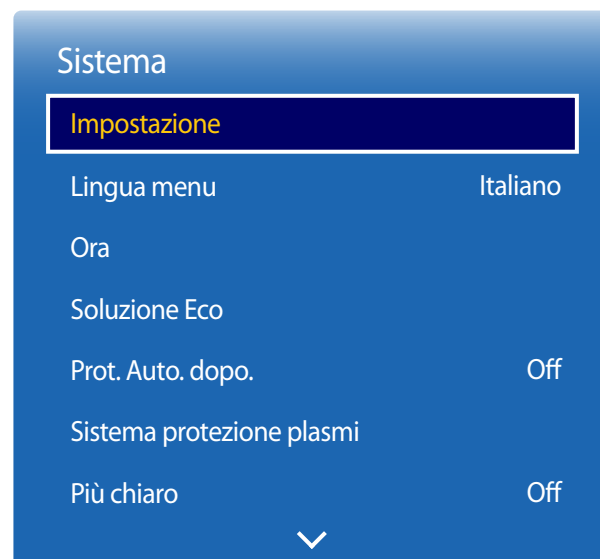 Sistema
Impostazione
Lingua menu Italiano
Ora
Soluzione Eco
Prot. Auto. dopo. Off
Sistema protezione plasmi
Più chiaro Off